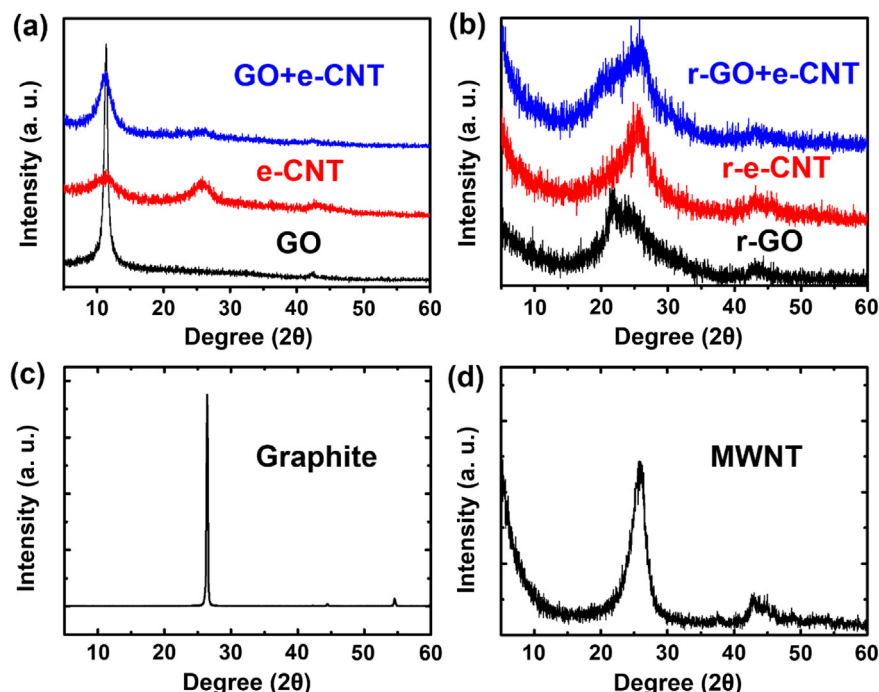 (a)
GO+e-CNT
e-CNT
GO
Intensity (a. u.)
10 20 30 40 50 60
Degree (2θ)
(b)
r-GO+e-CNT
r-e-CNT
r-GO
Intensity (a. u.)
10 20 30 40 50 60
Degree (2θ)
(c)
Graphite
Intensity (a. u.)
10 20 30 40 50 60
Degree (2θ)
(d)
MWNT
Intensity (a. u.)
10 20 30 40 50 60
Degree (2θ)